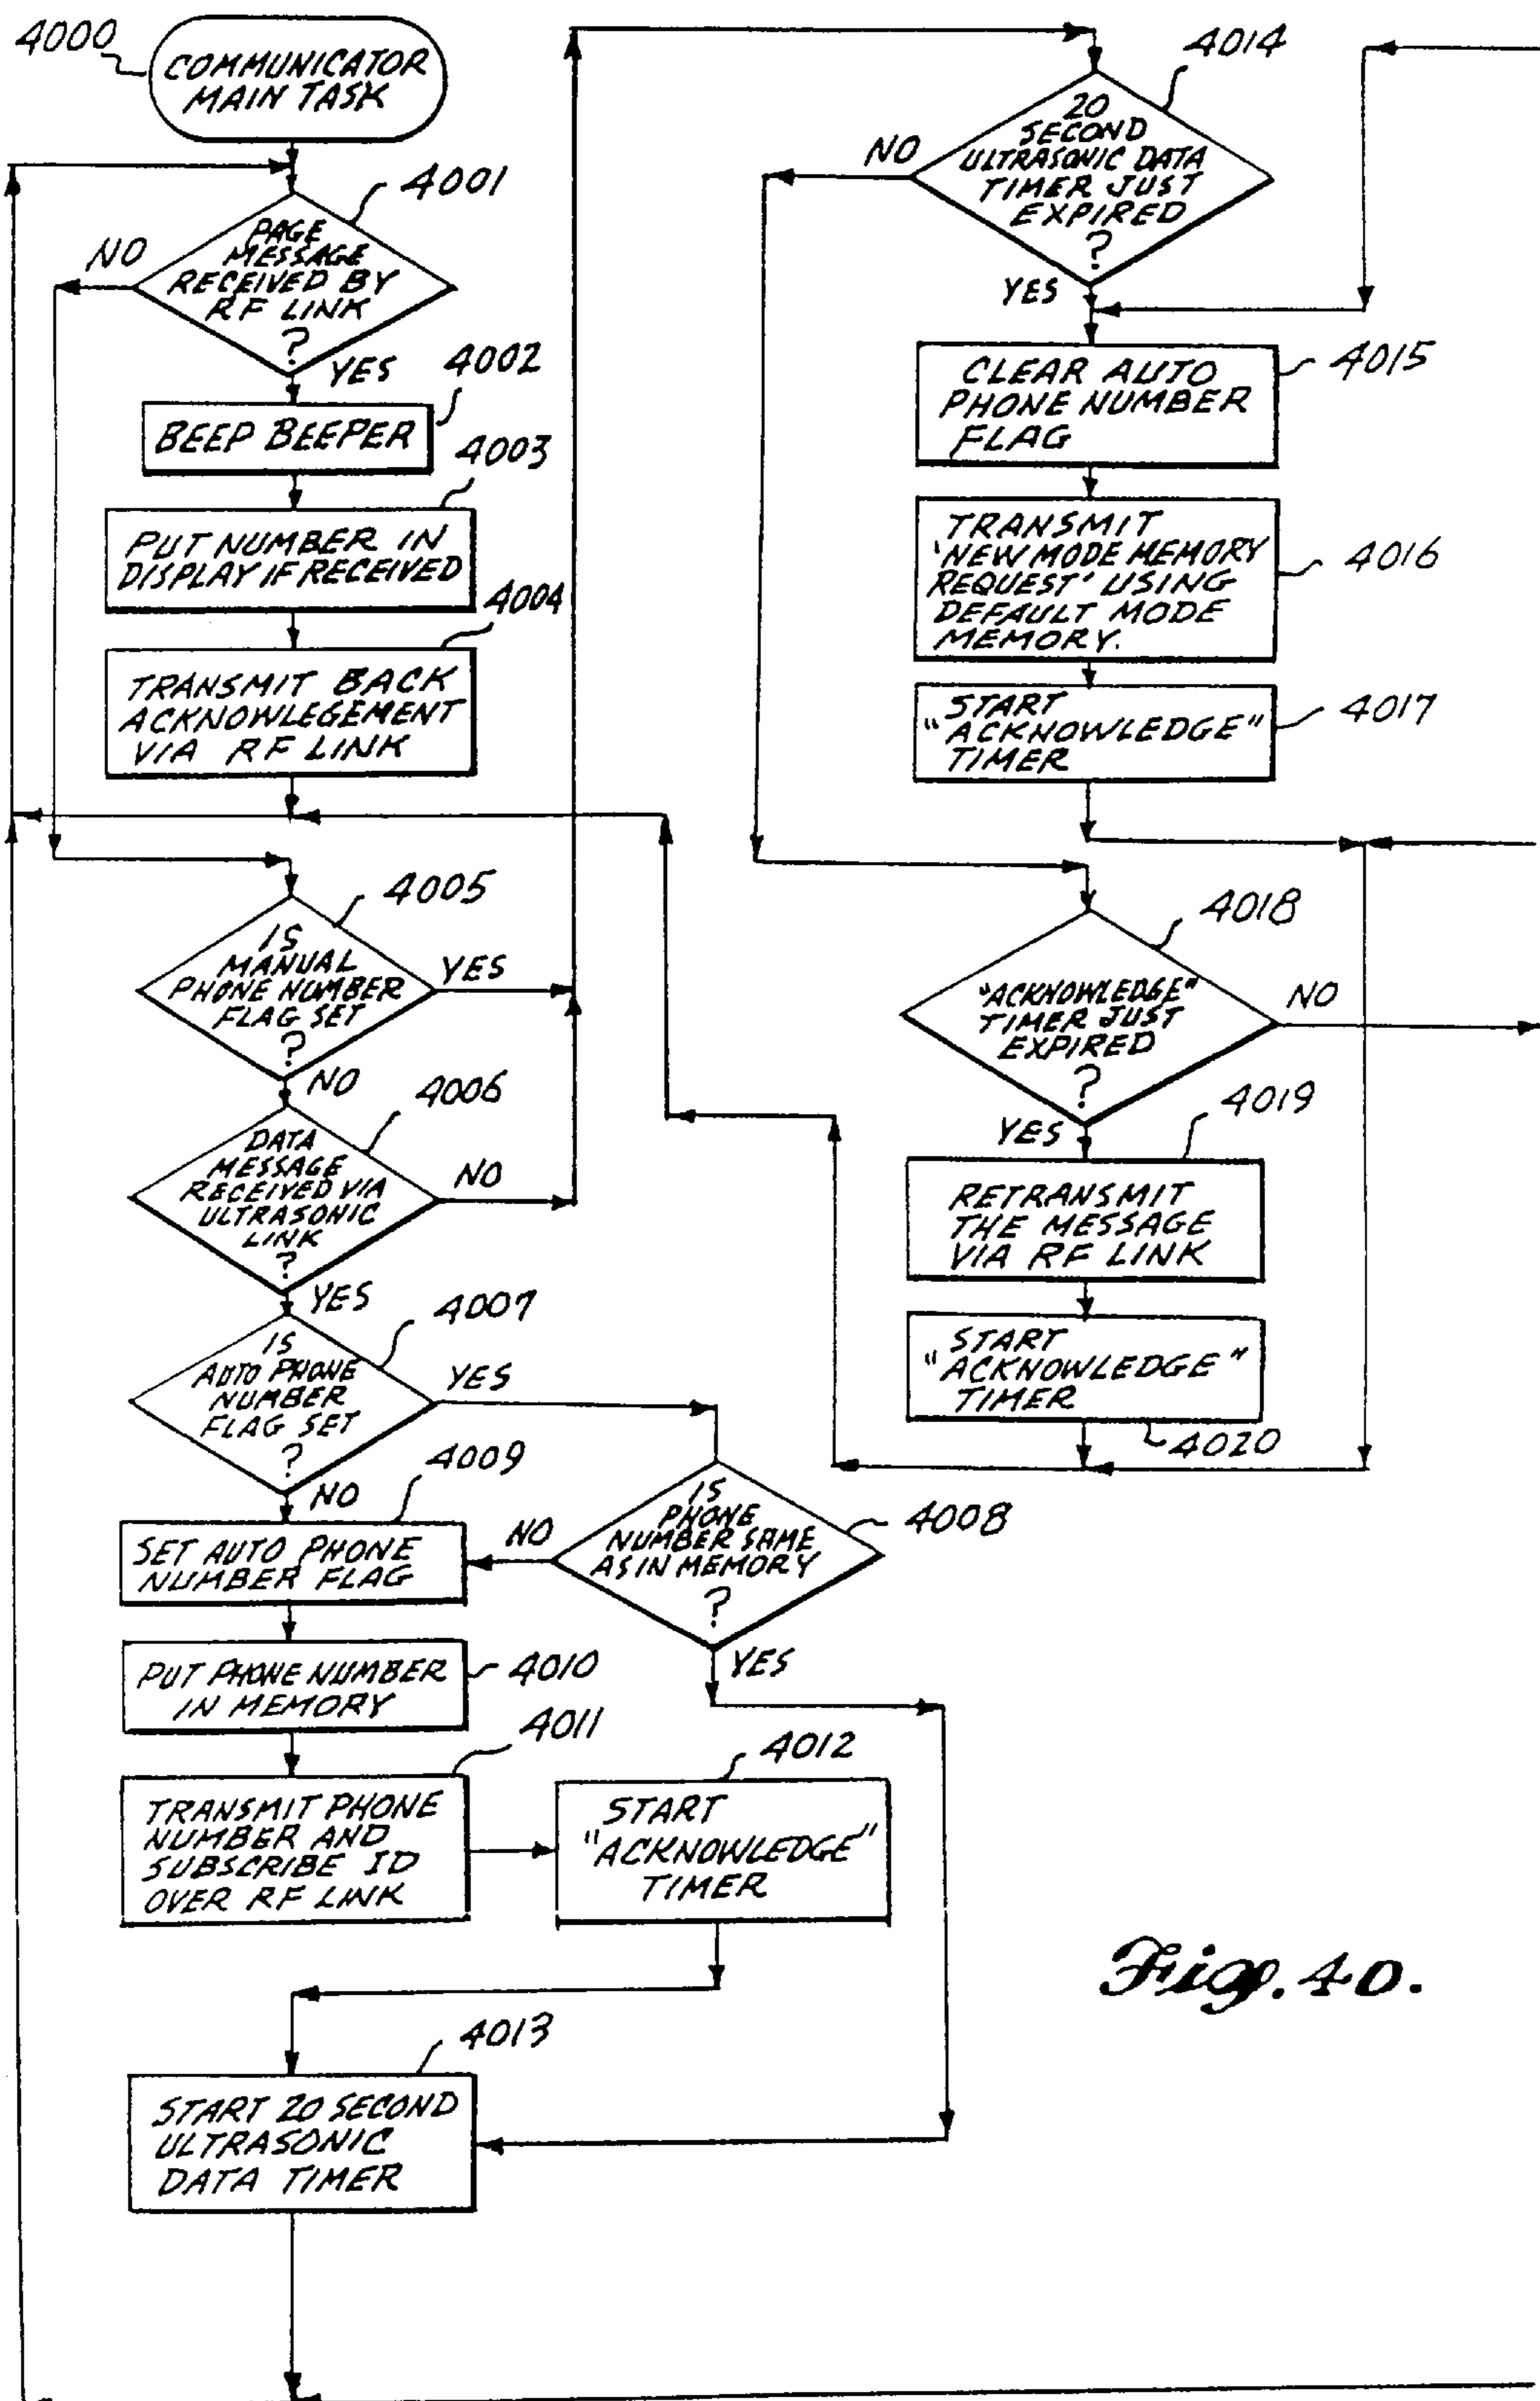 4000
COMMUNICATOR
MAIN TASK
4001
PAGE
MESSAGE
RECEIVED BY
RF LINK
?
NO
YES
4002
BEEP BEEPER
4003
PUT NUMBER IN
DISPLAY IF RECEIVED
4004
TRANSMIT BACK
ACKNOWLEGEMENT
VIA RF LINK
4005
IS
MANUAL
PHONE NUMBER
FLAG SET
?
YES
NO
4006
DATA
MESSAGE
RECEIVED VIA
ULTRASONIC
LINK
?
NO
YES
4007
IS
AUTO PHONE
NUMBER
FLAG SET
?
YES
NO
4008
IS
PHONE
NUMBER SAME
AS IN MEMORY
?
NO
YES
4009
SET AUTO PHONE
NUMBER FLAG
4010
PUT PHONE NUMBER
IN MEMORY
4011
TRANSMIT PHONE
NUMBER AND
SUBSCRIBE ID
OVER RF LINK
4012
START
"ACKNOWLEDGE"
TIMER
4013
START 20 SECOND
ULTRASONIC
DATA TIMER
4014
20
SECOND
ULTRASONIC DATA
TIMER JUST
EXPIRED
?
NO
YES
4015
CLEAR AUTO
PHONE NUMBER
FLAG
4016
TRANSMIT
'NEW MODE MEMORY
REQUEST' USING
DEFAULT MODE
MEMORY.
4017
START
"ACKNOWLEDGE"
TIMER
4018
"ACKNOWLEDGE"
TIMER JUST
EXPIRED
?
NO
YES
4019
RETRANSMIT
THE MESSAGE
VIA RF LINK
START
"ACKNOWLEDGE"
TIMER
4020
Fig. 40.